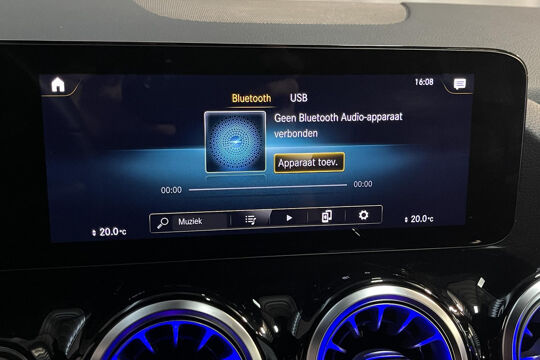 16:08
Bluetooth USB
Geen Bluetooth Audio-apparaat
verbonden
Apparaat toev.
00:00 00:00
Muziek
20.0°C 20.0°C